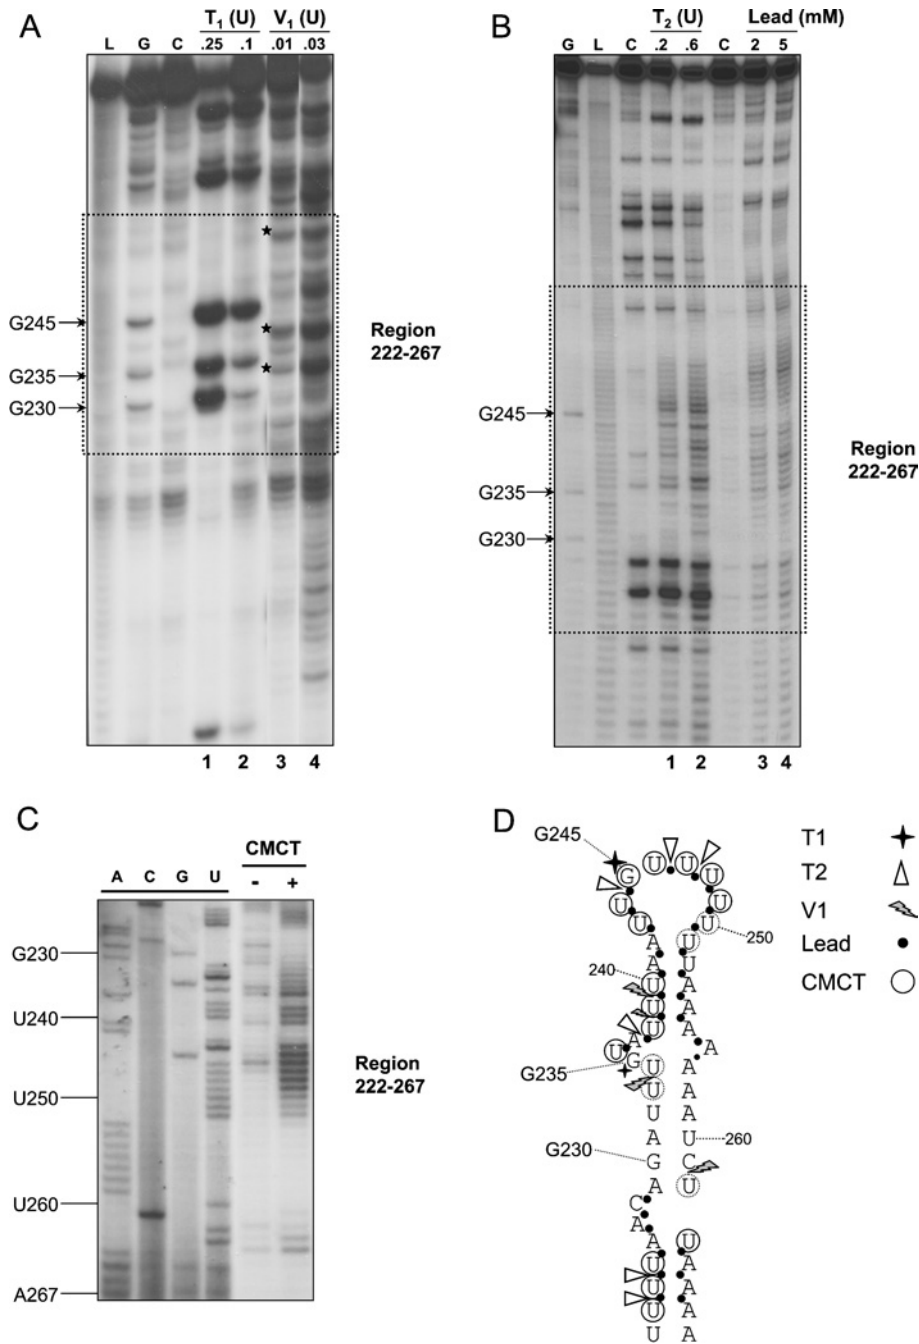 A
T1 (U) V1 (U)
L G C .25 .1 .01 .03
G245
G235
G230
Region
222-267
1 2 3 4
B
T2 (U) Lead (mM)
G L C .2 .6 C 2 5
G245
G235
G230
Region
222-267
1 2 3 4
C
CMCT
A C G U - +
G230
U240
U250
U260
A267
Region
222-267
D
G245
U U
G U
U U
U U
A U 250
A U
240 U A
U A
U A
A A
U G A
G235 U A
U A
U U 260
A C
G230 G U
A
C
A
A U
U A
U A
U A
U A
T1
T2
V1
Lead
CMCT